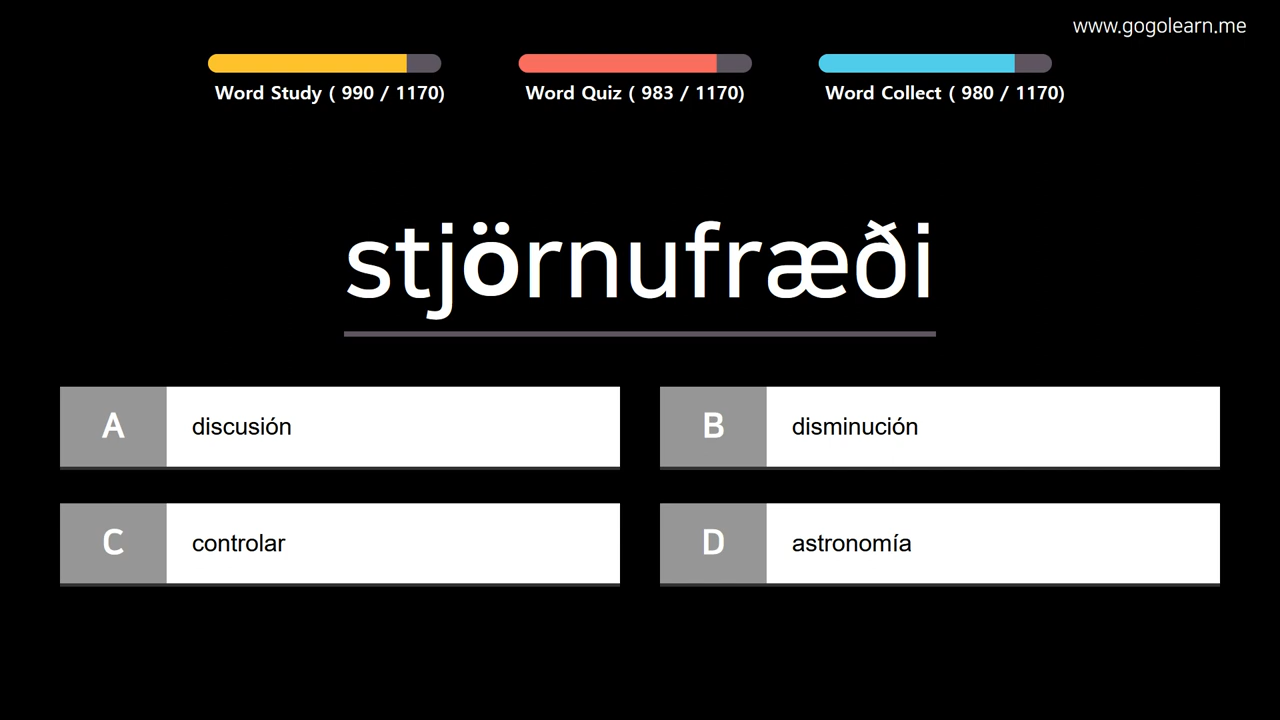 www.gogolearn.me
Word Study ( 990 / 1170)
Word Quiz ( 983 / 1170)
Word Collect ( 980 / 1170)
stjörnufræði
A discusión
B disminución
C controlar
D astronomía